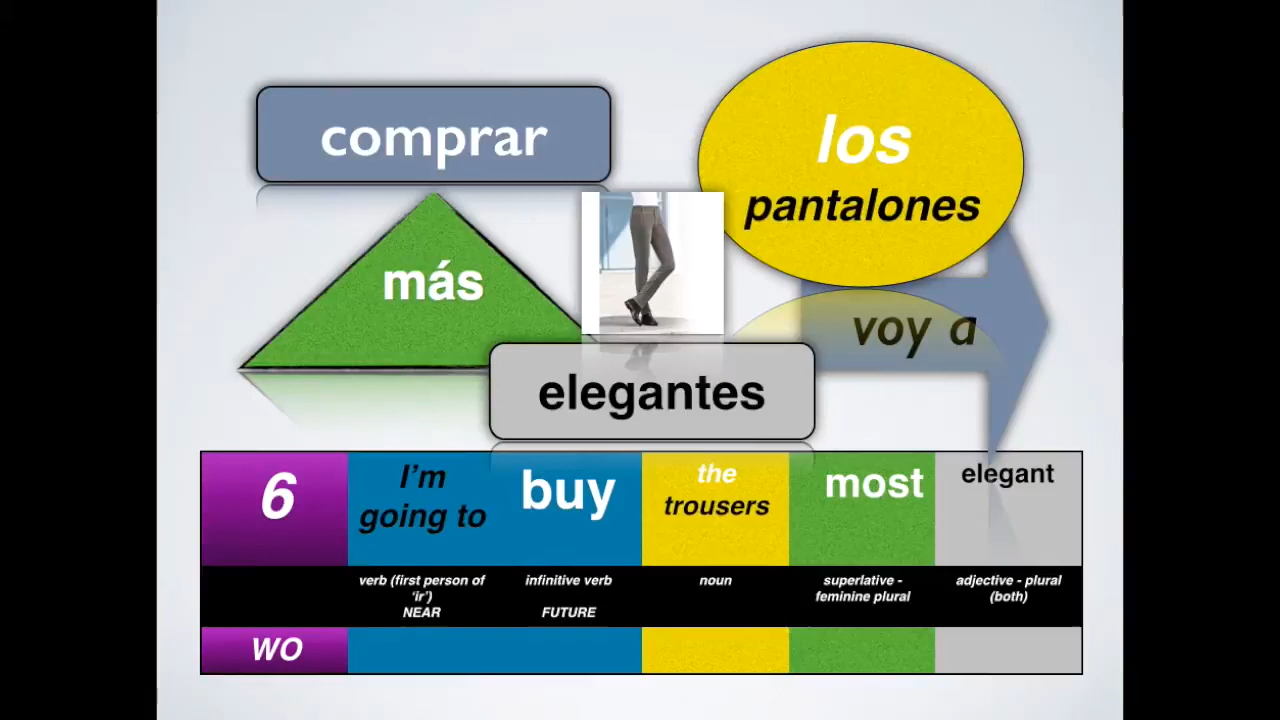 comprar
los
pantalones
más
voy a
elegantes
6
I'm
going to
buy
the
trousers
most
elegant
verb (first person of
'ir')
NEAR
infinitive verb
FUTURE
noun
superlative -
feminine plural
adjective - plural
(both)
WO